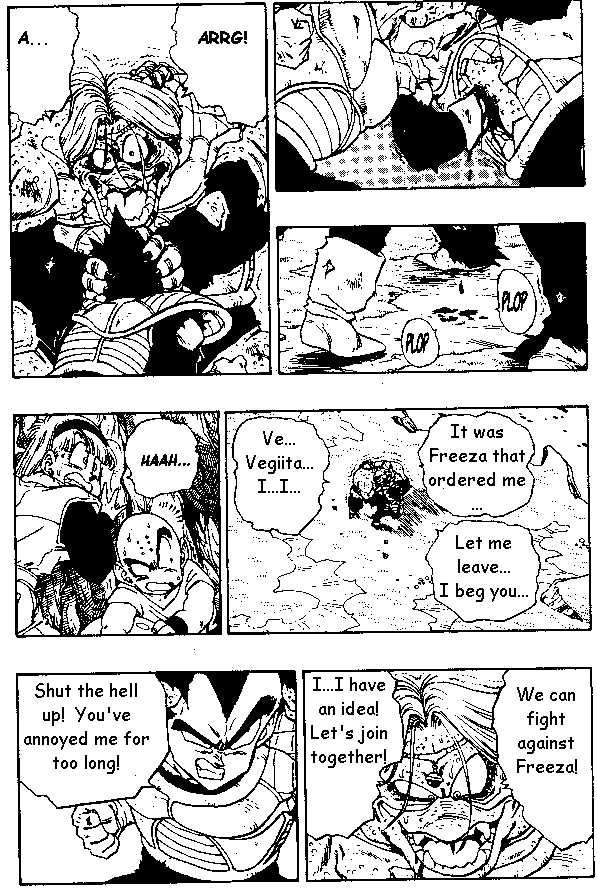 A...
ARRG!
PLOP
PLOP
HAAH...
Ve...
Vegiita...
I...I...
It was
Freeza that
ordered me
...
Let me
leave...
I beg you...
Shut the hell
up! You've
annoyed me for
too long!
I...I have
an idea!
Let's join
together!
We can
fight
against
Freeza!